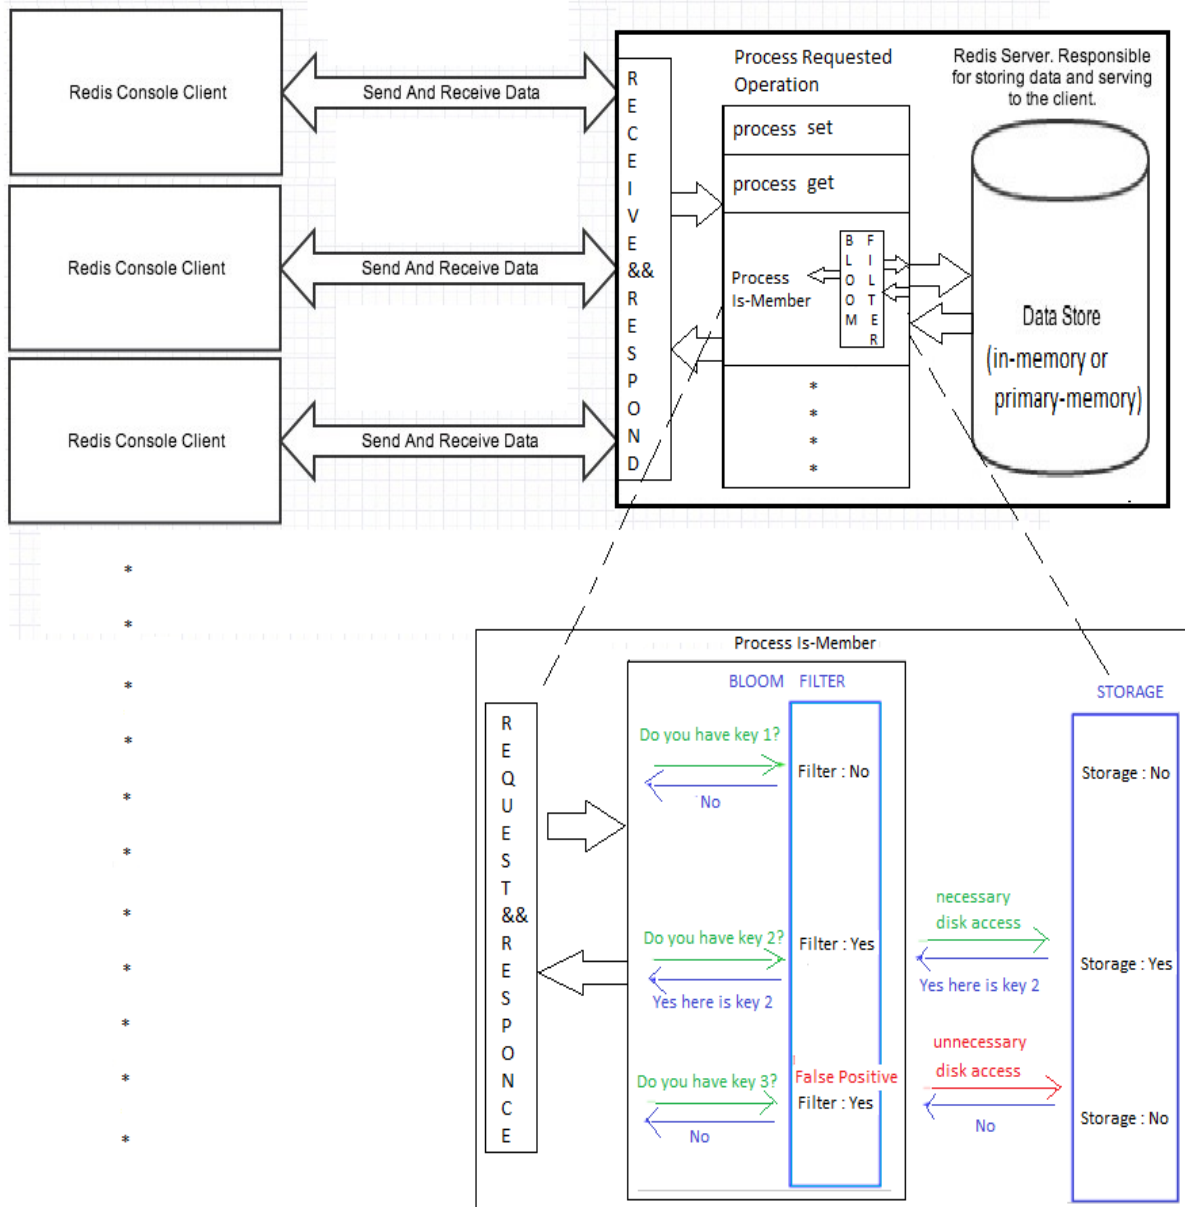 Redis Console Client
Send And Receive Data
Redis Console Client
Send And Receive Data
Redis Console Client
Send And Receive Data
RECEIVE&&RESPOND
Process Requested
Operation
process set
process get
Process
Is-Member
BLOOM
FILTER
*
*
*
*
Redis Server. Responsible
for storing data and serving
to the client.
Data Store
(in-memory or
primary-memory)
*
*
*
*
*
*
*
*
*
*
*
Process Is-Member
REQUEST&&RESPONCE
BLOOM FILTER
STORAGE
Do you have key 1?
Filter : No
No
Storage : No
Do you have key 2?
Filter : Yes
Yes here is key 2
necessary
disk access
Yes here is key 2
Storage : Yes
Do you have key 3?
False Positive
Filter : Yes
No
unnecessary
disk access
No
Storage : No